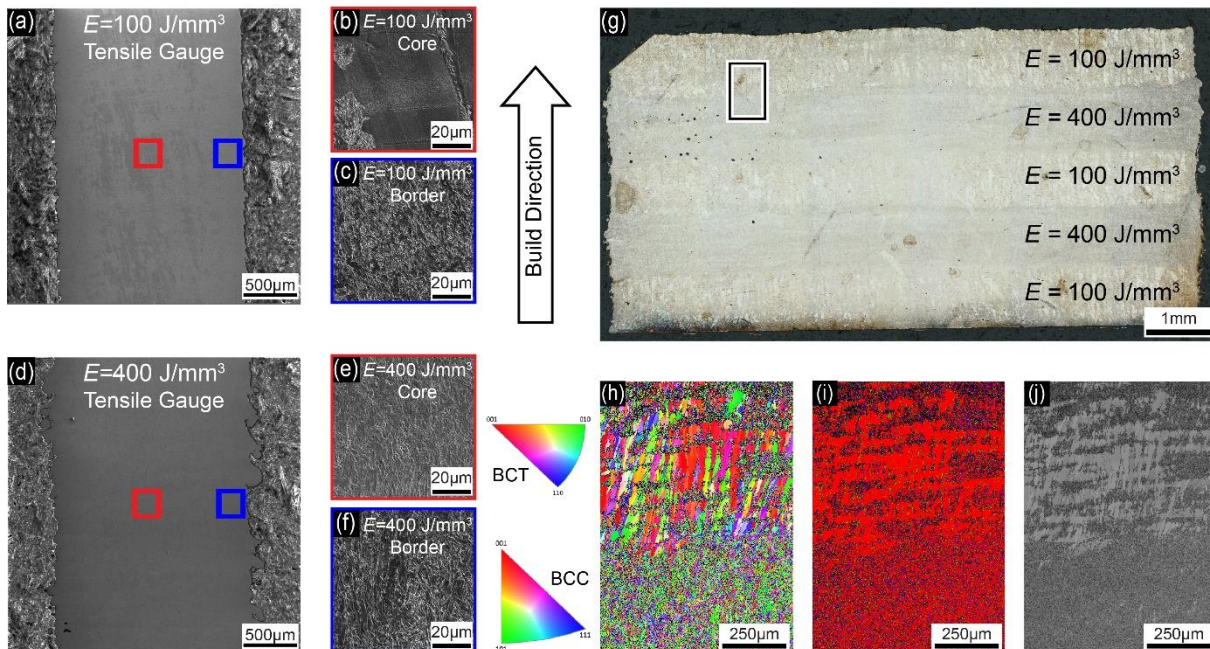 (a) E=100 J/mm³
Tensile Gauge
500µm
(b) E=100 J/mm³
Core
20µm
(c) E=100 J/mm³
Border
20µm
Build Direction
(g)
E = 100 J/mm³
E = 400 J/mm³
E = 100 J/mm³
E = 400 J/mm³
E = 100 J/mm³
1mm
(d) E=400 J/mm³
Tensile Gauge
500µm
(e) E=400 J/mm³
Core
20µm
(f) E=400 J/mm³
Border
20µm
001 010
BCT
110
001
BCC
111
101
(h)
250µm
(i)
250µm
(j)
250µm